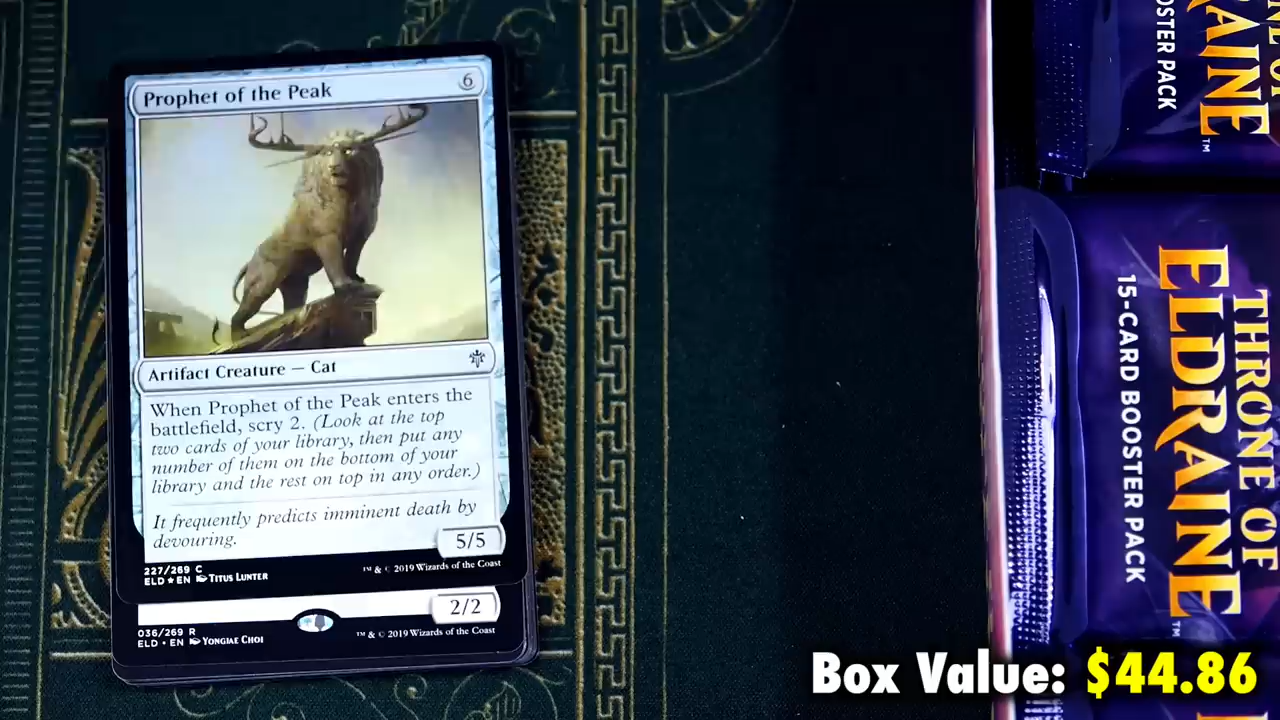 Prophet of the Peak
6
Artifact Creature — Cat
When Prophet of the Peak enters the
battlefield, scry 2. (Look at the top
two cards of your library, then put any
number of them on the bottom of your
library and the rest on top in any order.)
It frequently predicts imminent death by
devouring.
5/5
227/269 C
ELD ★ EN Titus Lunter
™ & © 2019 Wizards of the Coast
2/2
036/269 R
ELD • EN Yongjae Choi
™ & © 2019 Wizards of the Coast
OSTER PACK
RAINE™
THRONE OF
ELDRAINE™
15-CARD BOOSTER PACK
Box Value: $44.86